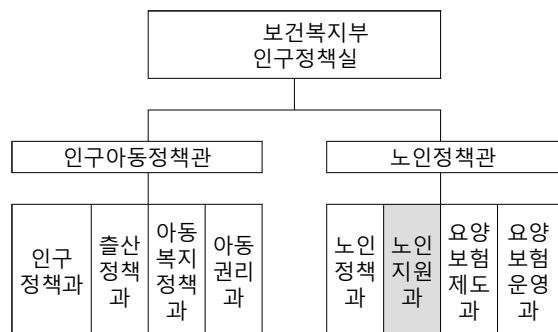 보건복지부
인구정책실
인구아동정책관
노인정책관
인구
정책과
츨산
정책
과
아동
복지
정책
과
아동
권리
과
노인
정책
과
노인
지원
과
요양
보험
제도
과
요양
보험
운영
과